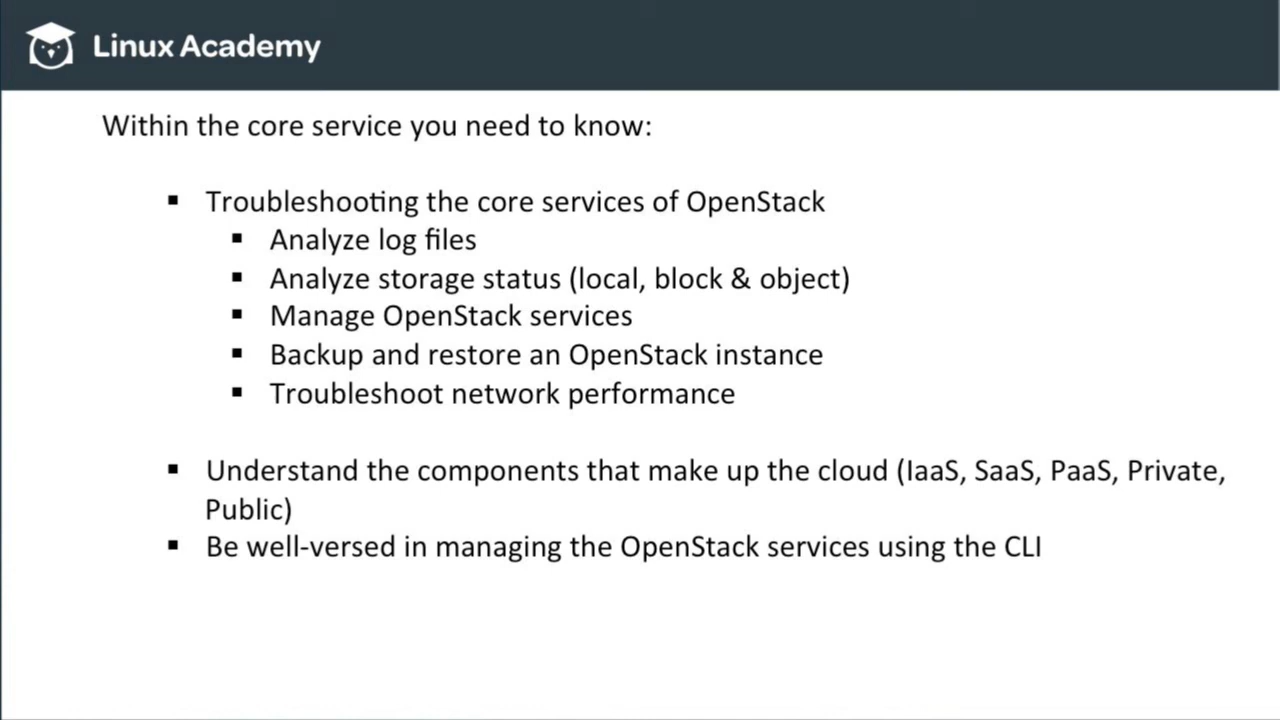 Linux Academy
Within the core service you need to know:
▪ Troubleshooting the core services of OpenStack
▪ Analyze log files
▪ Analyze storage status (local, block & object)
▪ Manage OpenStack services
▪ Backup and restore an OpenStack instance
▪ Troubleshoot network performance
▪ Understand the components that make up the cloud (IaaS, SaaS, PaaS, Private,
Public)
▪ Be well-versed in managing the OpenStack services using the CLI